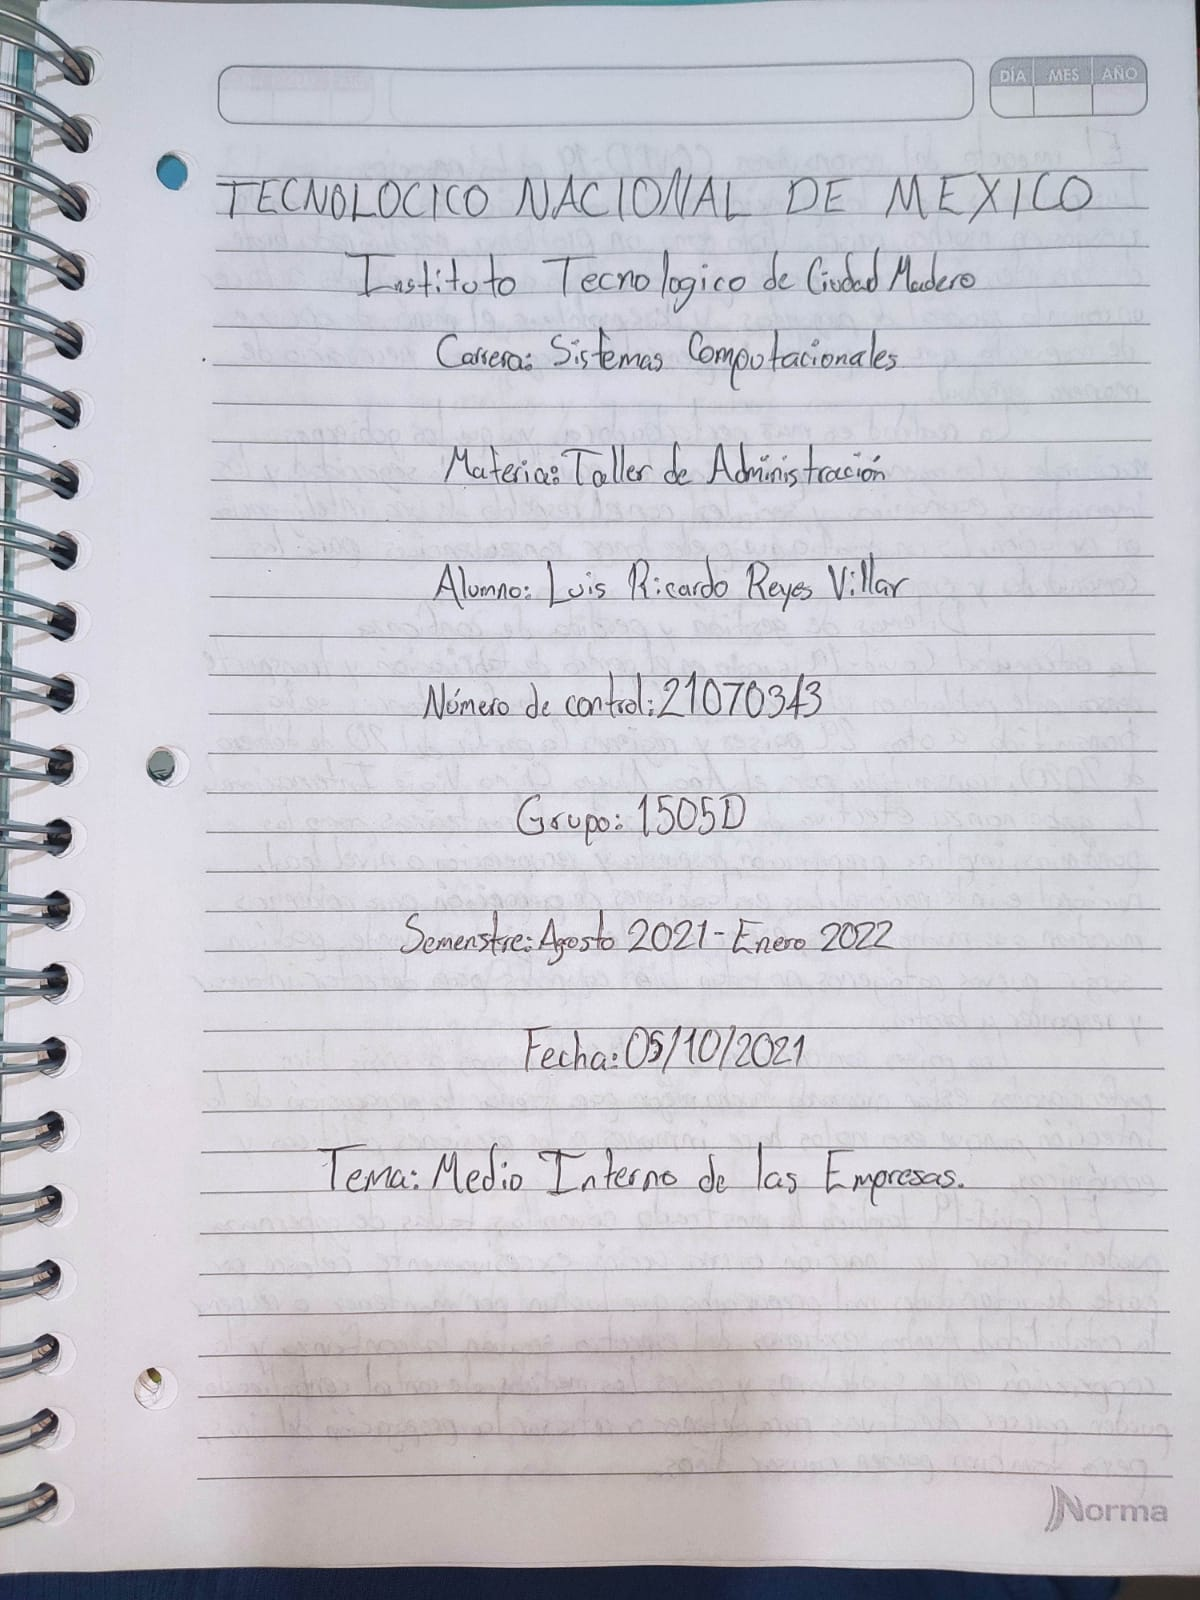 DÍA MES AÑO
TECNOLOCICO NACIONAL DE MEXICO
Instituto Tecnologico de Ciudad Madero
Carrera: Sistemas Computacionales
Materia: Taller de Administración
Alumno: Luis Ricardo Reyes Villar
Número de control: 21070343
Grupo: 1505D
Semenstre: Agosto 2021 - Enero 2022
Fecha: 05/10/2021
Tema: Medio Interno de las Empresas.
Norma